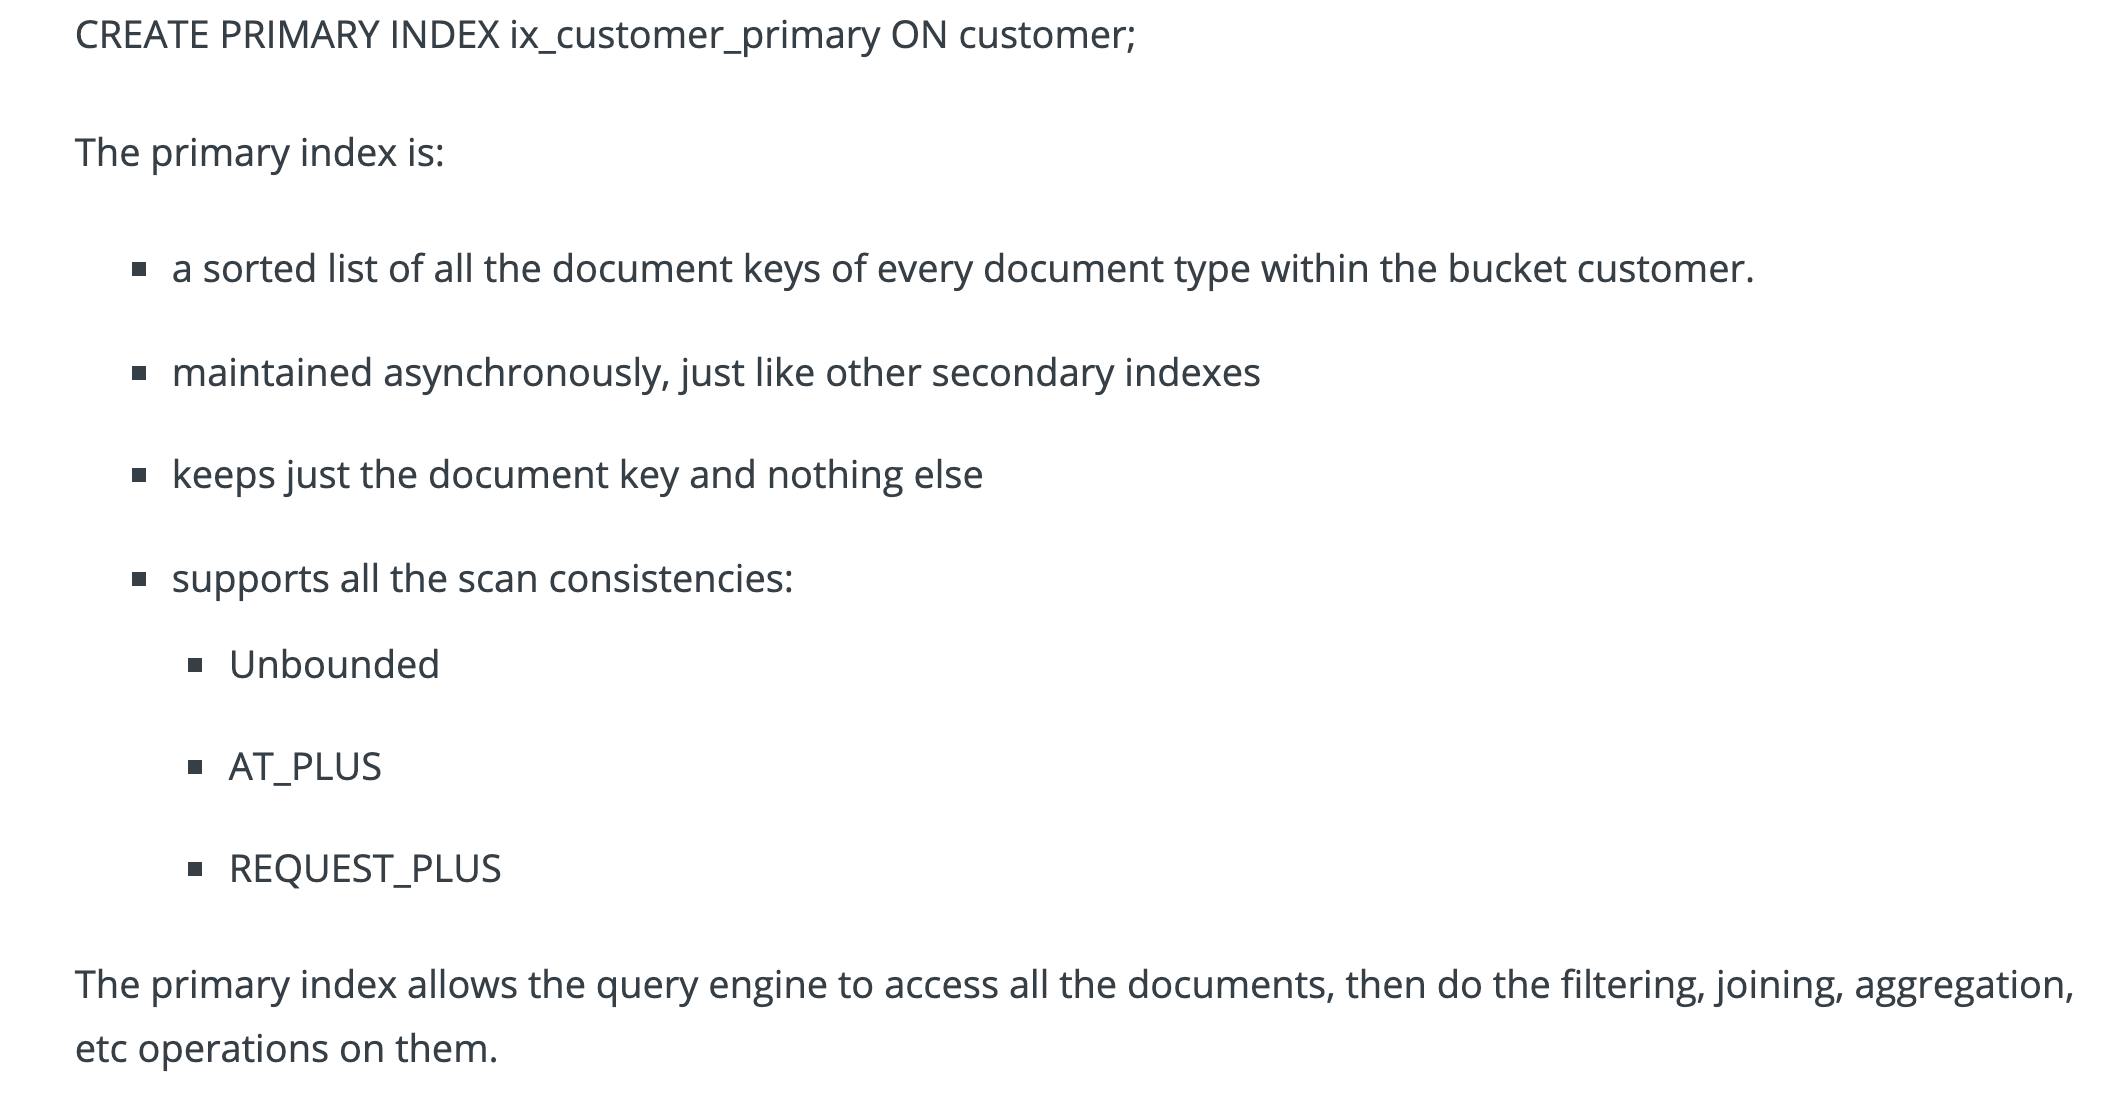 CREATE PRIMARY INDEX ix_customer_primary ON customer;
The primary index is:
▪ a sorted list of all the document keys of every document type within the bucket customer.
▪ maintained asynchronously, just like other secondary indexes
▪ keeps just the document key and nothing else
▪ supports all the scan consistencies:
▪ Unbounded
▪ AT_PLUS
▪ REQUEST_PLUS
The primary index allows the query engine to access all the documents, then do the filtering, joining, aggregation,
etc operations on them.